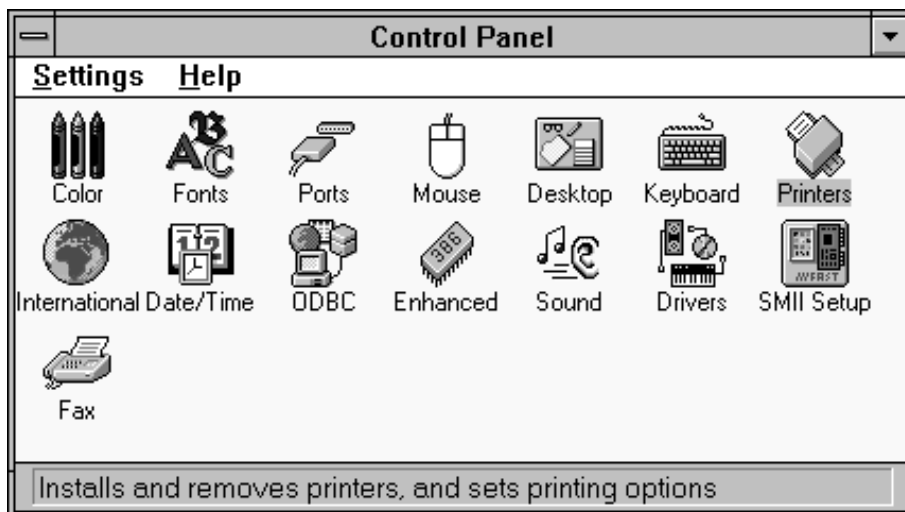 Control Panel
Settings Help
Color Fonts Ports Mouse Desktop Keyboard Printers
International Date/Time ODBC Enhanced Sound Drivers SMII Setup
Fax
Installs and removes printers, and sets printing options